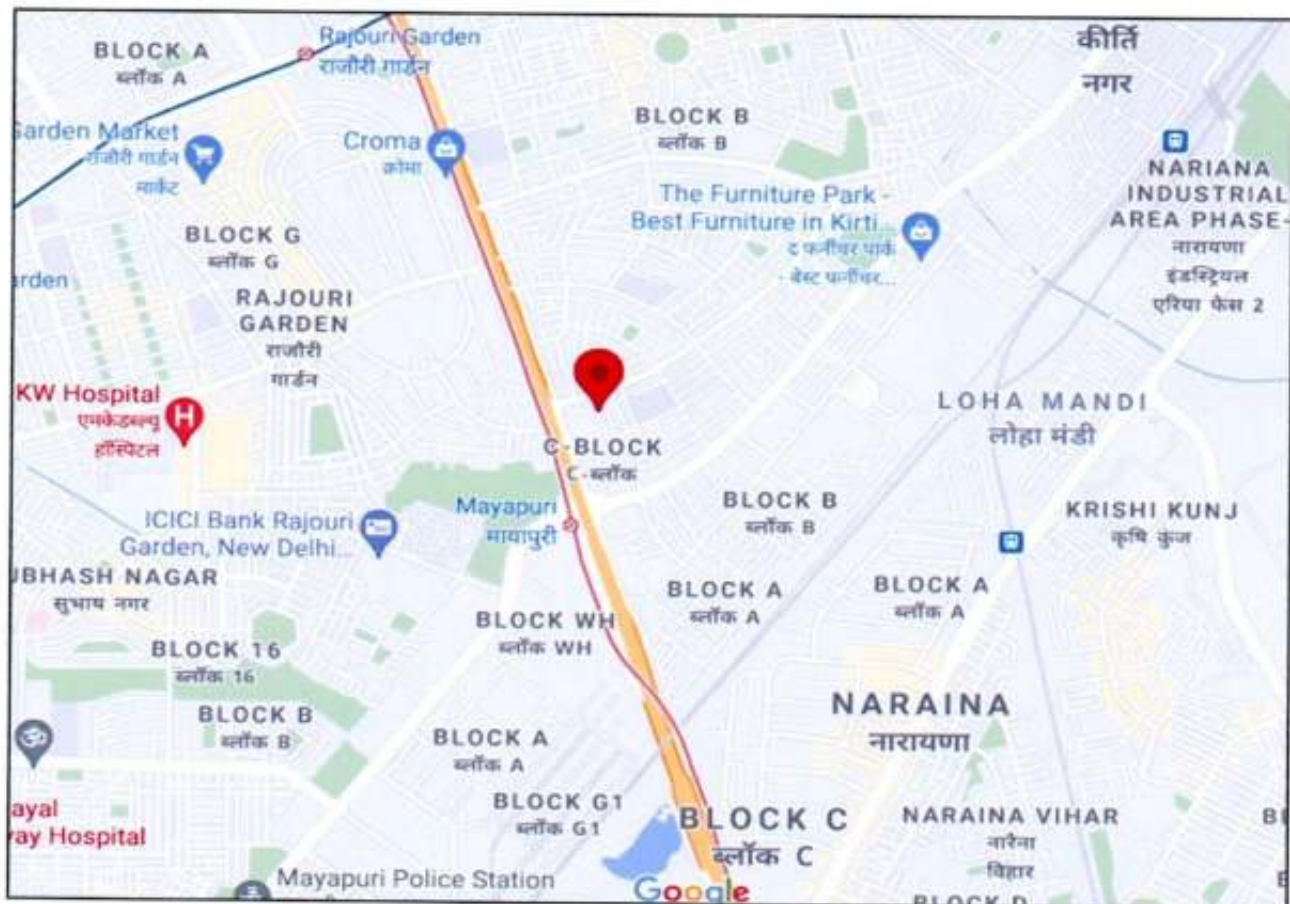 BLOCK A
ब्लॉक A
Rajouri Garden
राजौरी गार्डन
कीर्ति
नगर
Garden Market
राजौरी गार्डन
मार्केट
Croma
क्रोमा
BLOCK B
ब्लॉक B
NARIANA
INDUSTRIAL
AREA PHASE-
नारायणा
इंडस्ट्रियल
एरिया फेस 2
The Furniture Park -
Best Furniture in Kirti...
द फर्नीचर पार्क
- बेस्ट फर्नीचर...
BLOCK G
ब्लॉक G
arden
RAJOURI
GARDEN
राजौरी
गार्डन
KW Hospital
एमकेडब्ल्यू
हॉस्पिटल
H
LOHA MANDI
लोहा मंडी
C-BLOCK
C-ब्लॉक
Mayapuri
मायापुरी
BLOCK B
ब्लॉक B
KRISHI KUNJ
कृषि कुंज
ICICI Bank Rajouri
Garden, New Delhi...
UBHASH NAGAR
सुभाष नगर
BLOCK A
ब्लॉक A
BLOCK A
ब्लॉक A
BLOCK WH
ब्लॉक WH
BLOCK 16
ब्लॉक 16
BLOCK B
ब्लॉक B
NARAINA
नारायणा
BLOCK A
ब्लॉक A
BLOCK G1
ब्लॉक G1
BLOCK C
ब्लॉक C
NARAINA VIHAR
नारैना
विहार
ayal
ay Hospital
Mayapuri Police Station
Google
BLOCK D